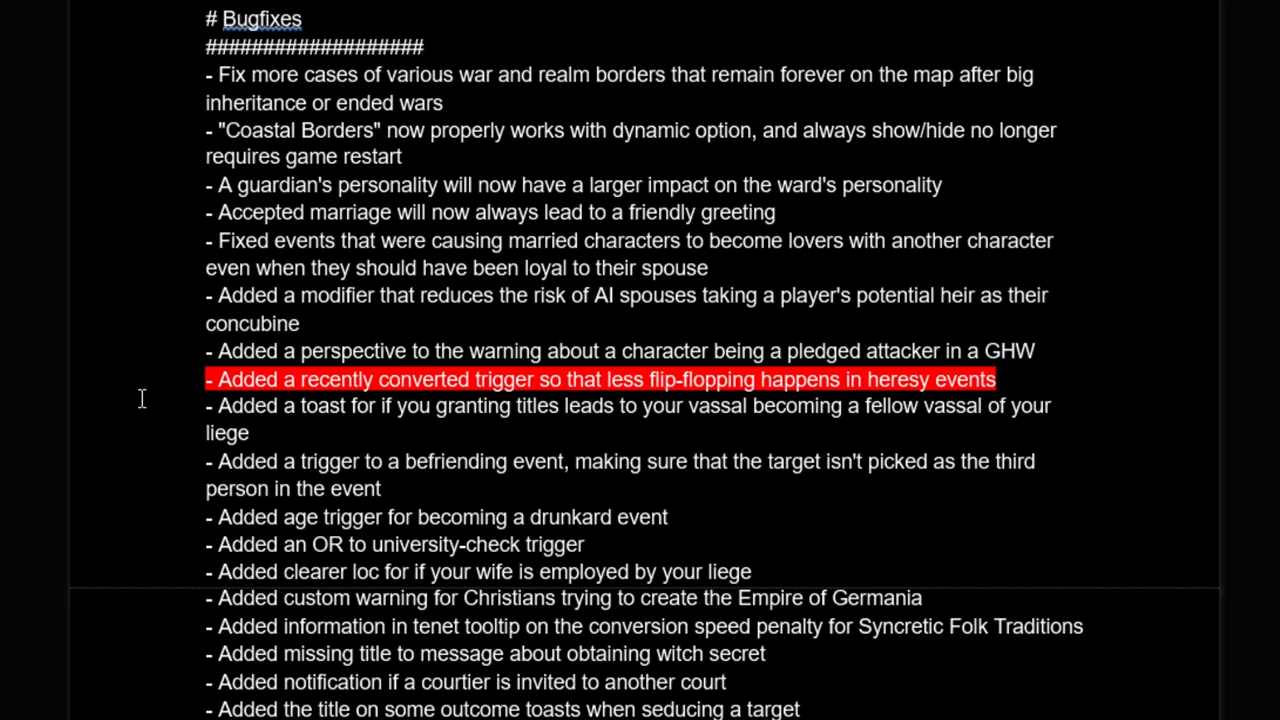 # Bugfixes
###################
- Fix more cases of various war and realm borders that remain forever on the map after big
inheritance or ended wars
- "Coastal Borders" now properly works with dynamic option, and always show/hide no longer
requires game restart
- A guardian's personality will now have a larger impact on the ward's personality
- Accepted marriage will now always lead to a friendly greeting
- Fixed events that were causing married characters to become lovers with another character
even when they should have been loyal to their spouse
- Added a modifier that reduces the risk of AI spouses taking a player's potential heir as their
concubine
- Added a perspective to the warning about a character being a pledged attacker in a GHW
- Added a recently converted trigger so that less flip-flopping happens in heresy events
- Added a toast for if you granting titles leads to your vassal becoming a fellow vassal of your
liege
- Added a trigger to a befriending event, making sure that the target isn't picked as the third
person in the event
- Added age trigger for becoming a drunkard event
- Added an OR to university-check trigger
- Added clearer loc for if your wife is employed by your liege
- Added custom warning for Christians trying to create the Empire of Germania
- Added information in tenet tooltip on the conversion speed penalty for Syncretic Folk Traditions
- Added missing title to message about obtaining witch secret
- Added notification if a courtier is invited to another court
- Added the title on some outcome toasts when seducing a target